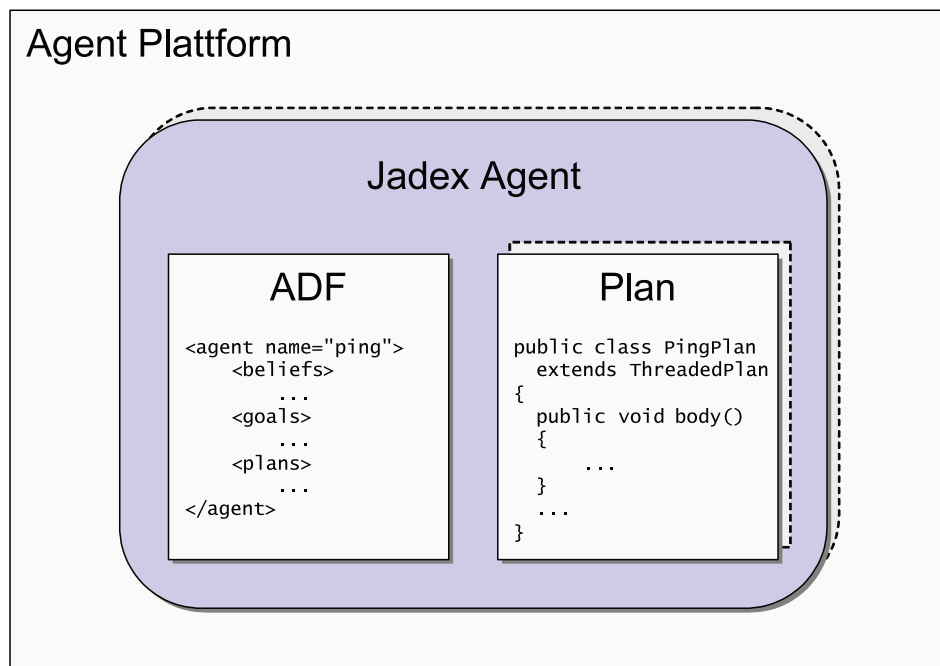 Agent Plattform
Jadex Agent
ADF
<agent name="ping">
<beliefs>
...
<goals>
...
<plans>
...
</agent>
Plan
public class PingPlan
extends ThreadedPlan
{
public void body()
{
...
}
...
}